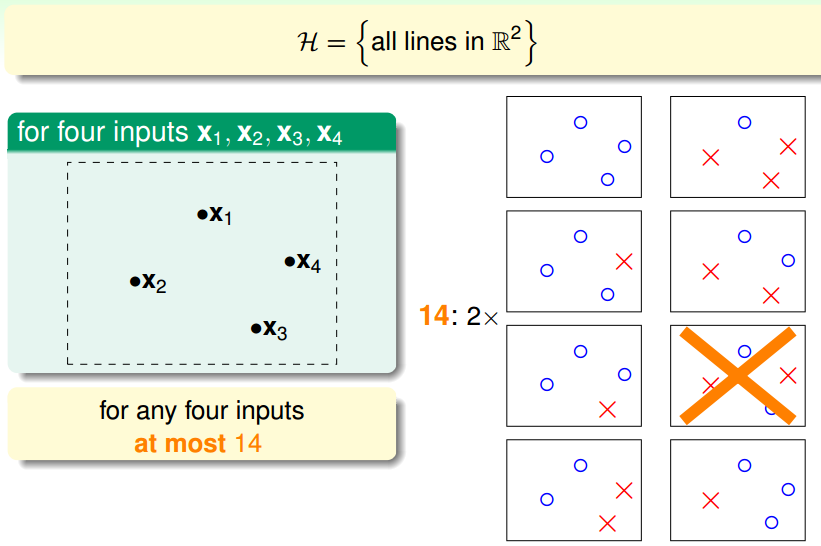 ℋ = {all lines in ℝ²}
for four inputs x₁, x₂, x₃, x₄
x₁
x₄
x₂
x₃
for any four inputs
at most 14
14: 2×